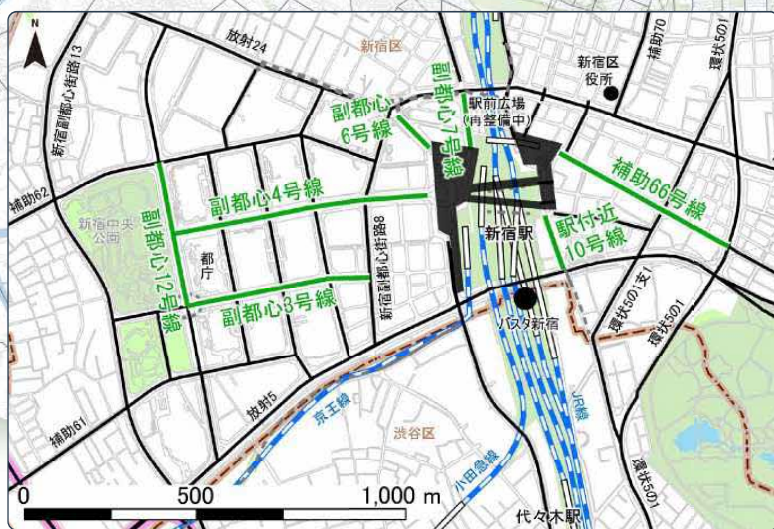 N
放射24
新宿区
新宿副都心街路13
補助70
環状5の1
新宿区
役所
副都心
6号線
副都心7号線
駅前広場
(再整備中)
補助66号線
補助62
新宿中央
公園
副都心4号線
副都心12号線
都庁
新宿副都心街路8
新宿駅
駅付近
10号線
副都心3号線
バスタ新宿
環状5の1支1
環状5の1
放射5
京王線
補助61
渋谷区
小田急線
JR線
環状5の1
代々木駅
0 500 1,000 m